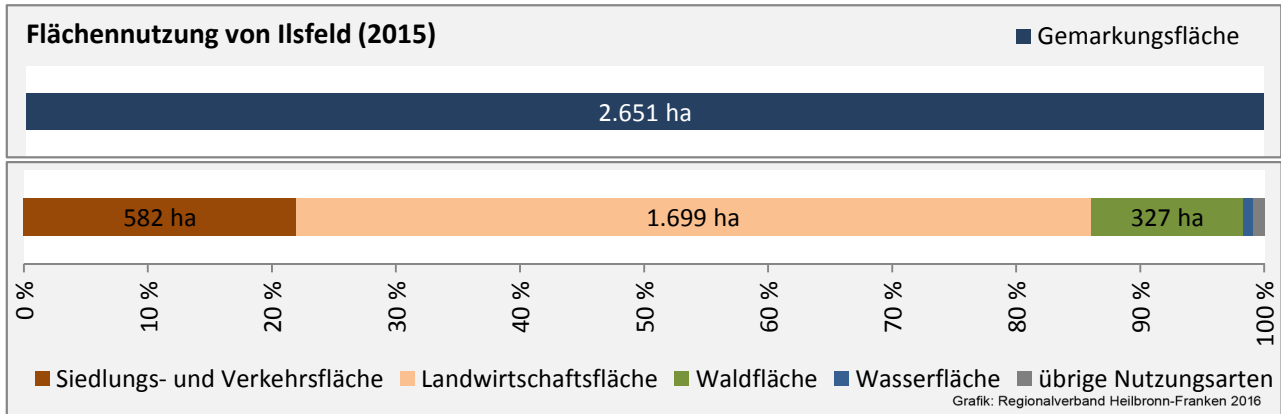 Flächennutzung von Ilsfeld (2015)
Gemarkungsfläche
2.651 ha
582 ha 1.699 ha 327 ha
0 % 10 % 20 % 30 % 40 % 50 % 60 % 70 % 80 % 90 % 100 %
Siedlungs- und Verkehrsfläche Landwirtschaftsfläche Waldfläche Wasserfläche übrige Nutzungsarten
Grafik: Regionalverband Heilbronn-Franken 2016